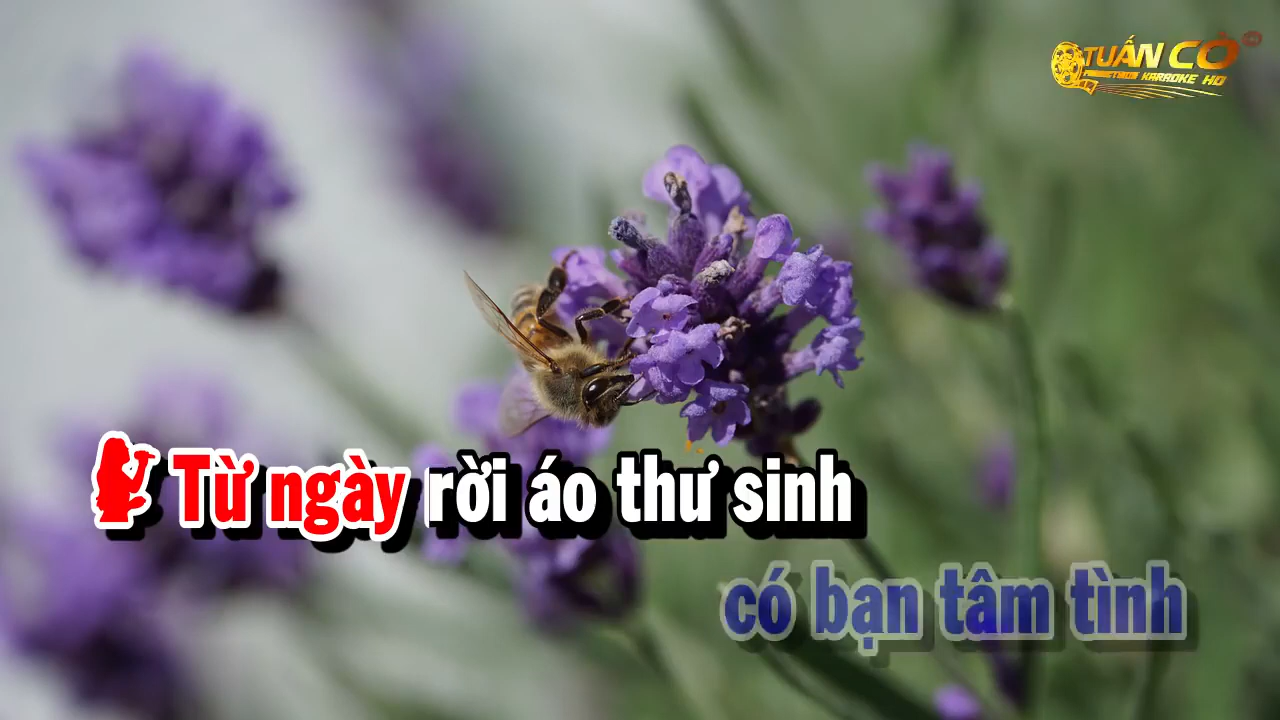 TUẤN CÒ
KARAOKE HD
Từ ngày rời áo thư sinh
có bạn tâm tình